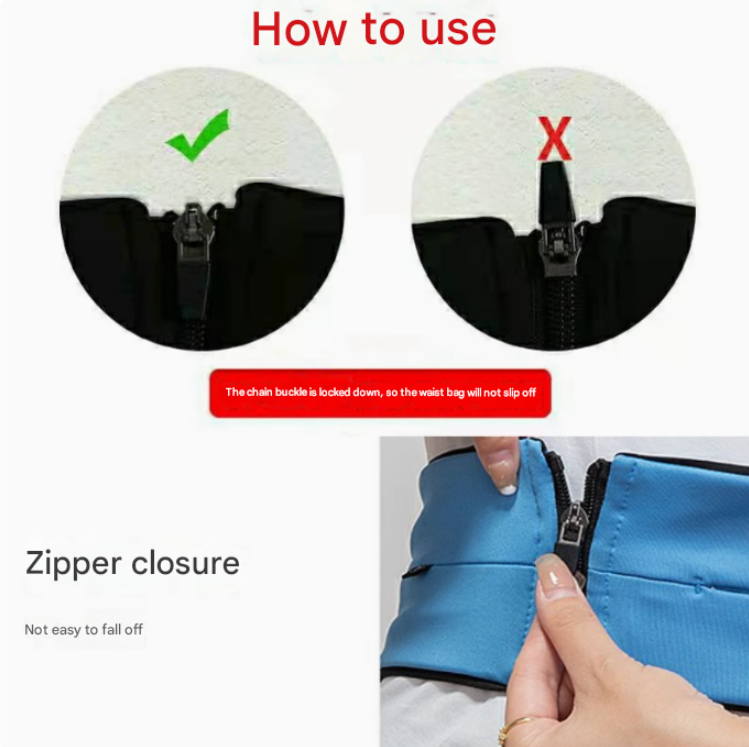 How to use
X
The chain buckle is locked down, so the waist bag will not slip off
Zipper closure
Not easy to fall off